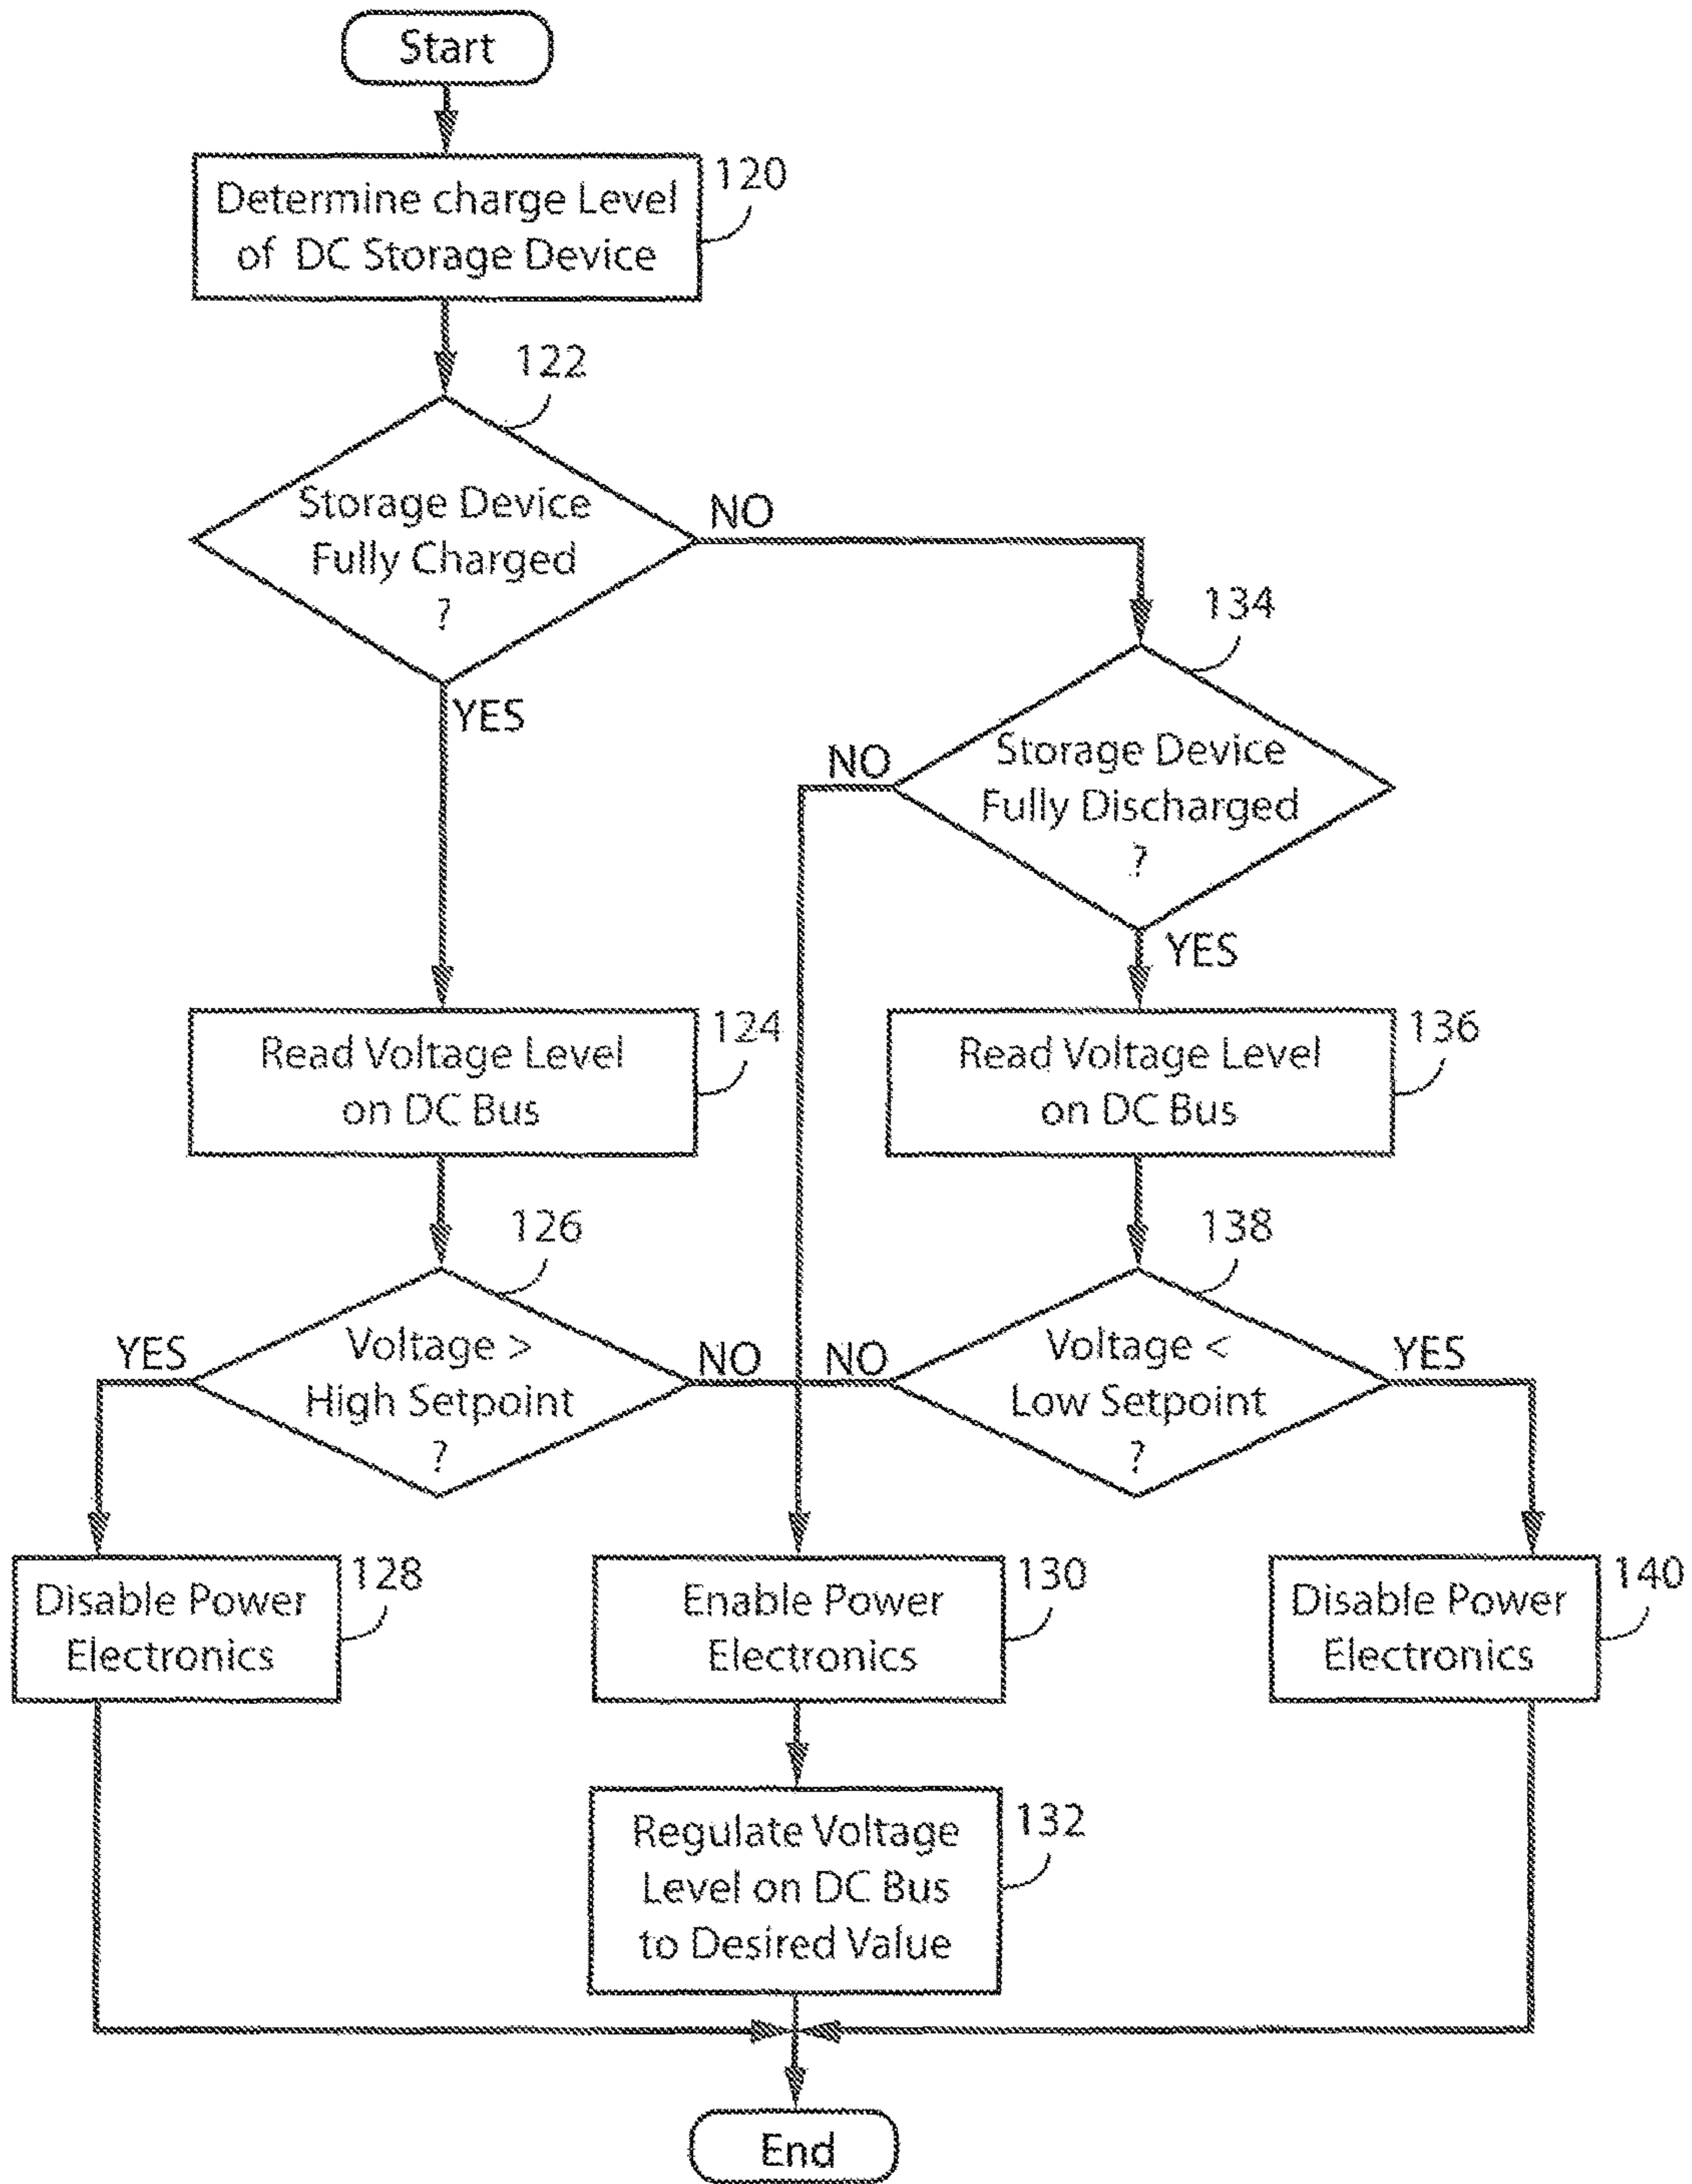 Start
Determine charge Level
of DC Storage Device
120
122
Storage Device
Fully Charged
?
NO
YES
134
Storage Device
Fully Discharged
?
NO
YES
Read Voltage Level
on DC Bus
124
Read Voltage Level
on DC Bus
136
126
Voltage >
High Setpoint
?
YES
NO
138
Voltage <
Low Setpoint
?
NO
YES
Disable Power
Electronics
128
Enable Power
Electronics
130
Disable Power
Electronics
140
Regulate Voltage
Level on DC Bus
to Desired Value
132
End